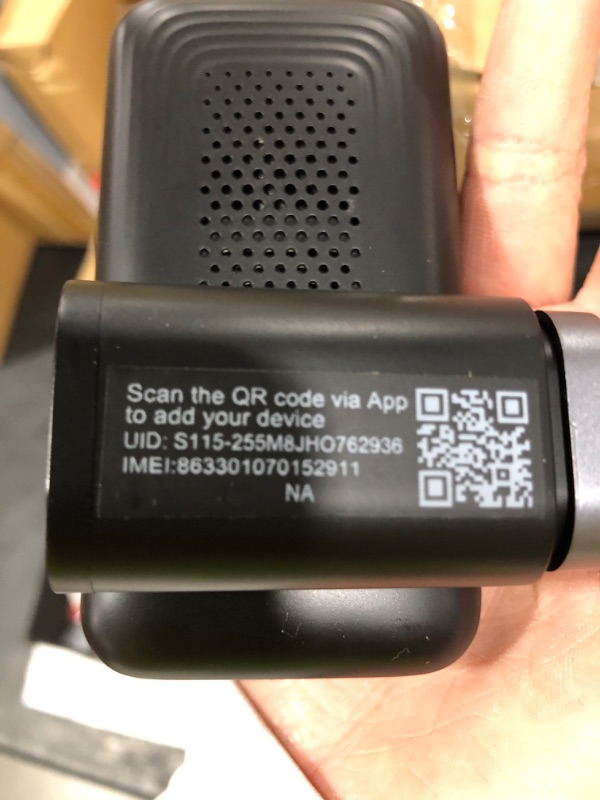 Scan the QR code via App
to add your device
UID: S115-255M8JHO762936
IMEI:863301070152911
NA